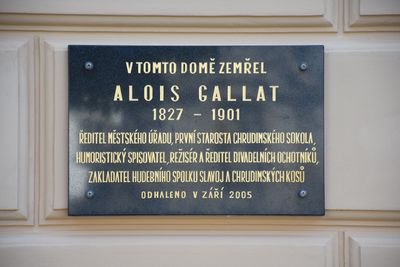 V TOMTO DOMĚ ZEMŘEL
ALOIS GALLAT
1827 – 1901
ŘEDITEL MĚSTSKÉHO ÚŘADU, PRVNÍ STAROSTA CHRUDIMSKÉHO SOKOLA,
HUMORISTICKÝ SPISOVATEL, REŽISÉR A ŘEDITEL DIVADELNÍCH OCHOTNÍKŮ,
ZAKLADATEL HUDEBNÍHO SPOLKU SLAVOJ A CHRUDIMSKÝCH KOSŮ
ODHALENO V ZÁŘÍ 2005